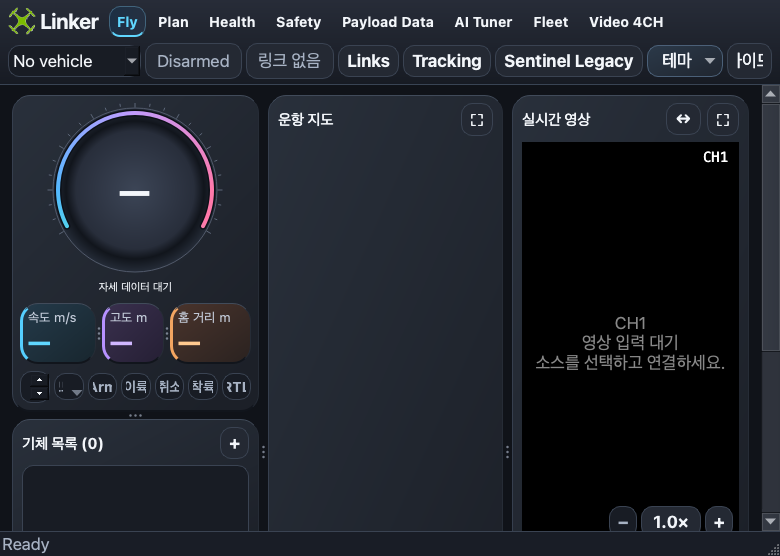 Linker Fly Plan Health Safety Payload Data AI Tuner Fleet Video 4CH
No vehicle Disarmed 링크 없음 Links Tracking Sentinel Legacy 테마
운항 지도
실시간 영상
CH1
자세 데이터 대기
속도 m/s 고도 m 홈 거리 m
이륙 취소 착륙 RTL
CH1
영상 입력 대기
소스를 선택하고 연결하세요.
기체 목록 (0) +
− 1.0× +
Ready